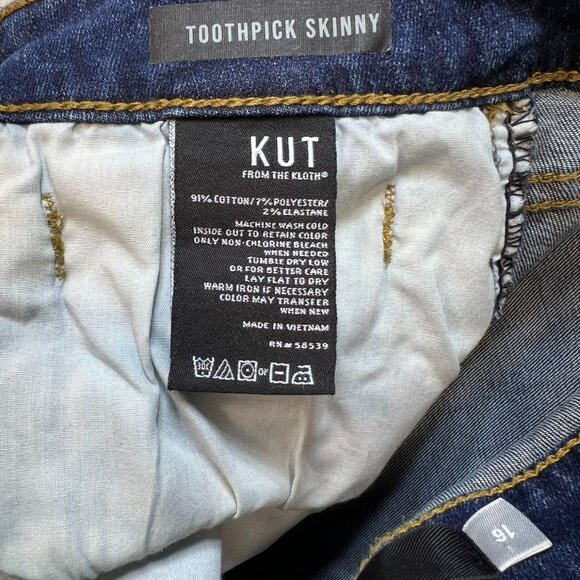 TOOTHPICK SKINNY
KUT
FROM THE KLOTH®
91% COTTON/7% POLYESTER/
2% ELASTANE
MACHINE WASH COLD
INSIDE OUT TO RETAIN COLOR
ONLY NON-CHLORINE BLEACH
WHEN NEEDED
TUMBLE DRY LOW
OR FOR BETTER CARE
LAY FLAT TO DRY
WARM IRON IF NECESSARY
COLOR MAY TRANSFER
WHEN NEW
MADE IN VIETNAM
RN# 58539
30C or
16